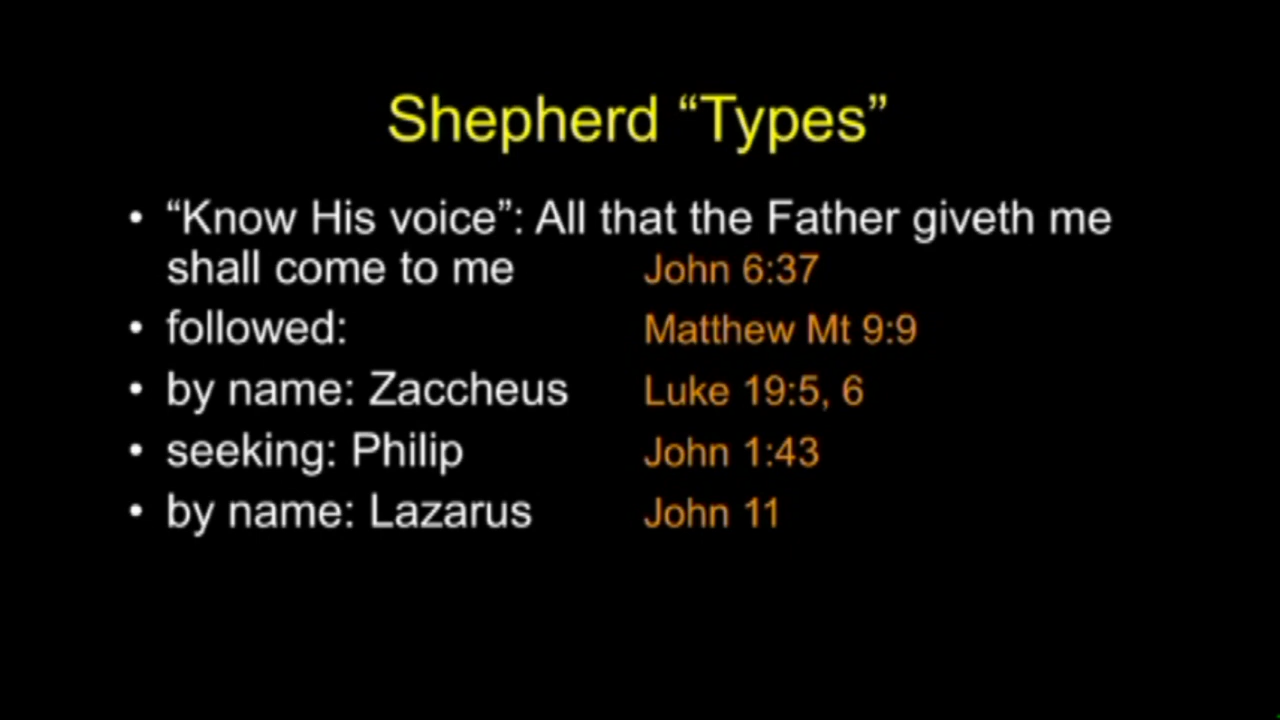 Shepherd “Types”
• “Know His voice”: All that the Father giveth me
shall come to me John 6:37
• followed: Matthew Mt 9:9
• by name: Zaccheus Luke 19:5, 6
• seeking: Philip John 1:43
• by name: Lazarus John 11